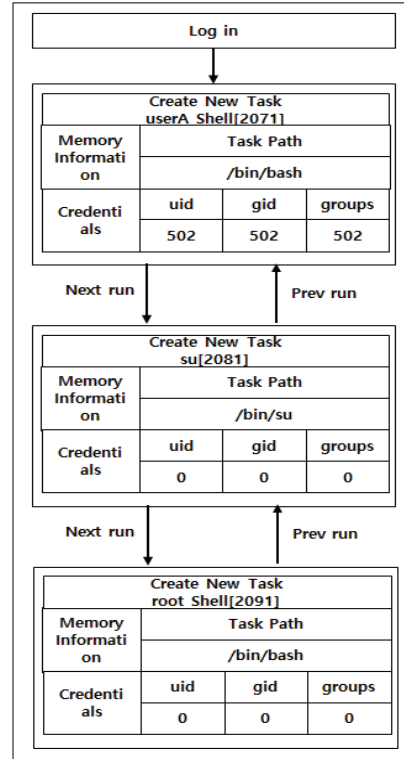 Log in
Create New Task
userA Shell[2071]
Memory
Informati
on
Task Path
/bin/bash
Credenti
als
uid
gid
groups
502
502
502
Next run
Prev run
Create New Task
su[2081]
Memory
Informati
on
Task Path
/bin/su
Credenti
als
uid
gid
groups
0
0
0
Next run
Prev run
Create New Task
root Shell[2091]
Memory
Informati
on
Task Path
/bin/bash
Credenti
als
uid
gid
groups
0
0
0